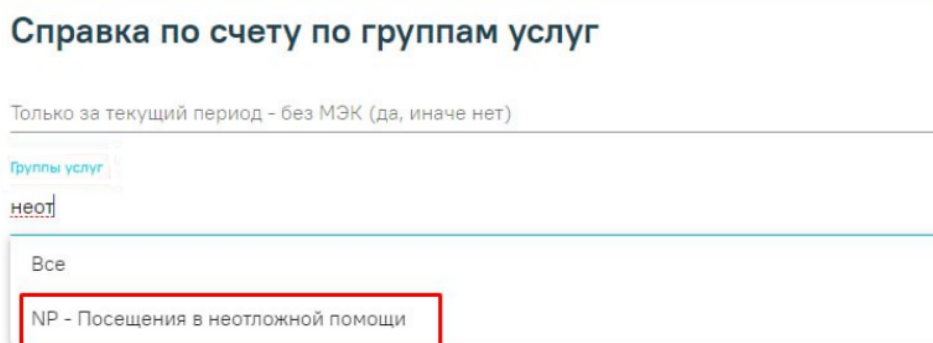 Справка по счету по группам услуг
Только за текущий период - без МЭК (да, иначе нет)
Группы услуг
неот
Все
NP - Посещения в неотложной помощи